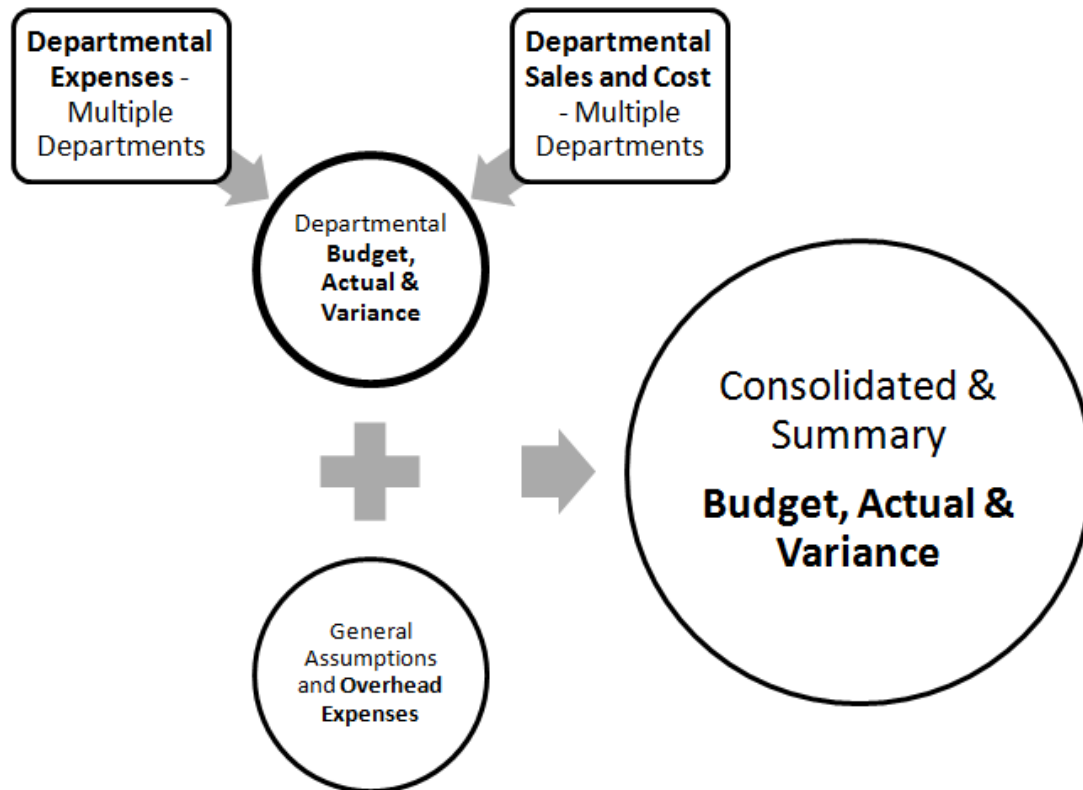 Departmental
Expenses -
Multiple
Departments
Departmental
Sales and Cost
- Multiple
Departments
Departmental
Budget,
Actual &
Variance
Consolidated &
Summary
Budget, Actual &
Variance
General
Assumptions
and Overhead
Expenses